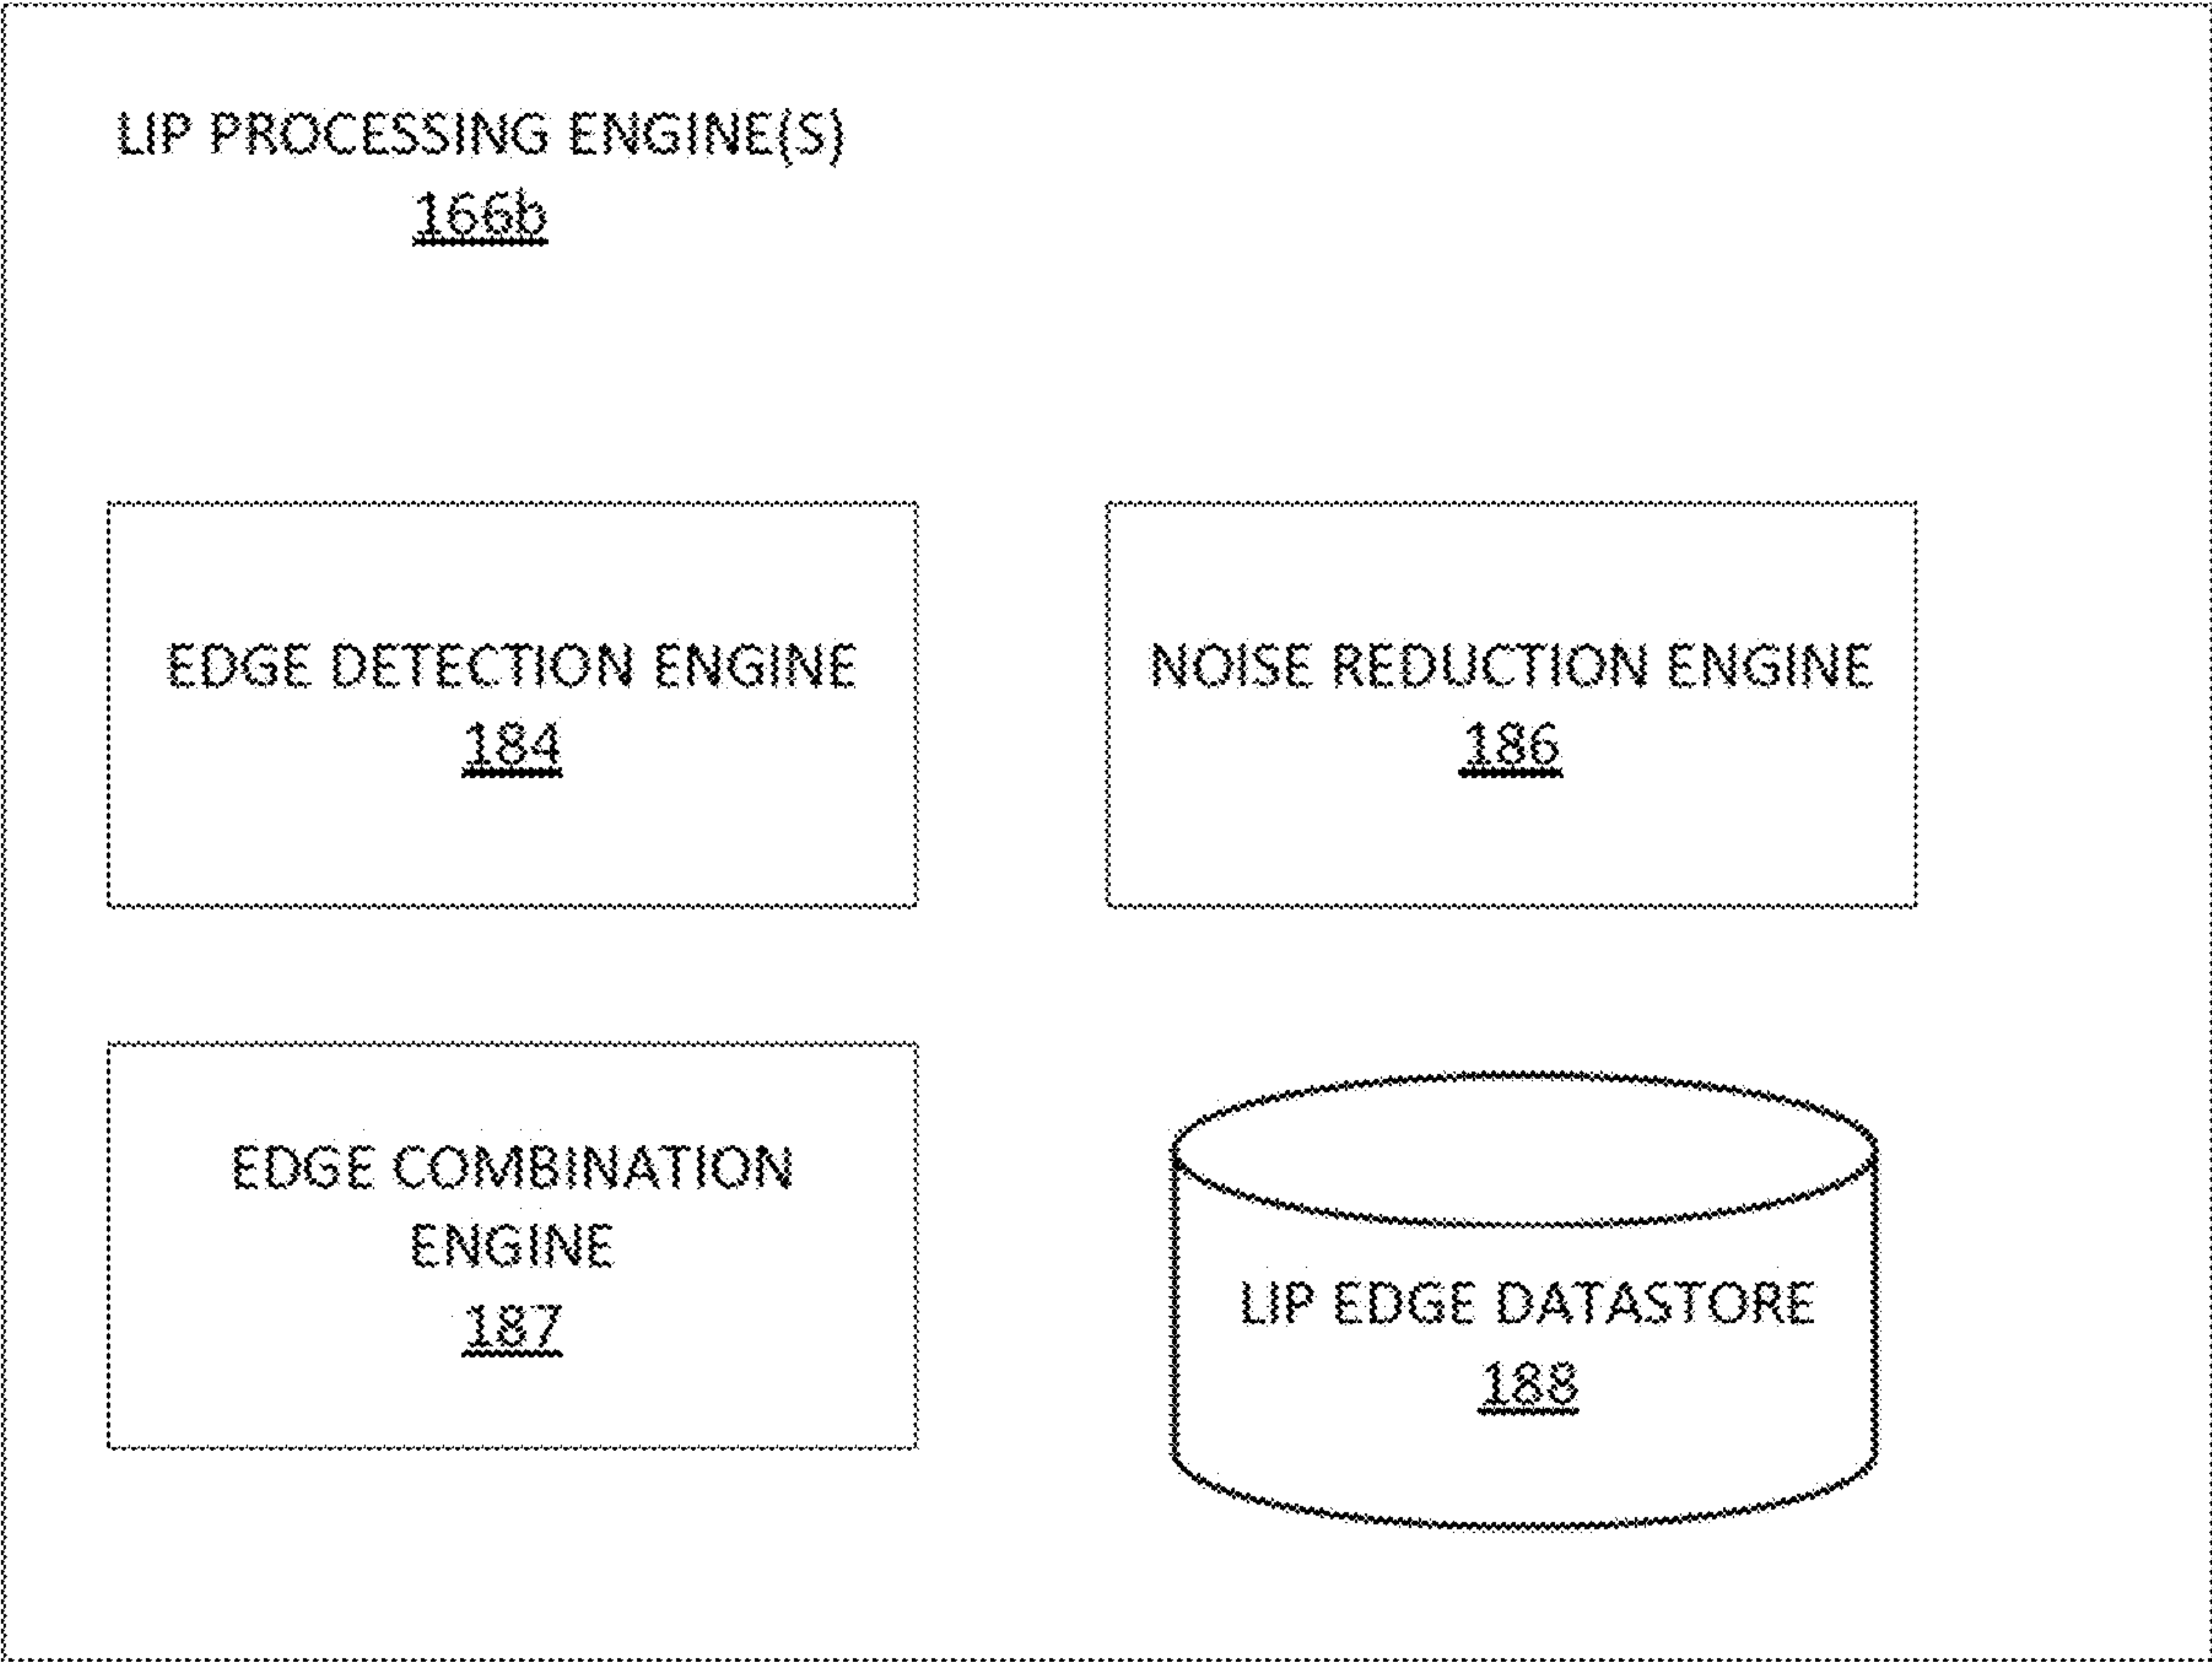 LIP PROCESSING ENGINE(S)
166b
EDGE DETECTION ENGINE
184
NOISE REDUCTION ENGINE
186
EDGE COMBINATION
ENGINE
187
LIP EDGE DATASTORE
188